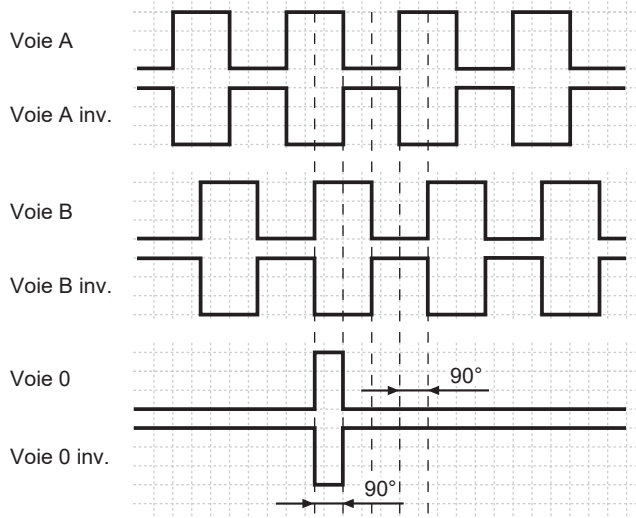 Voie A
Voie A inv.
Voie B
Voie B inv.
Voie 0
90°
Voie 0 inv.
90°